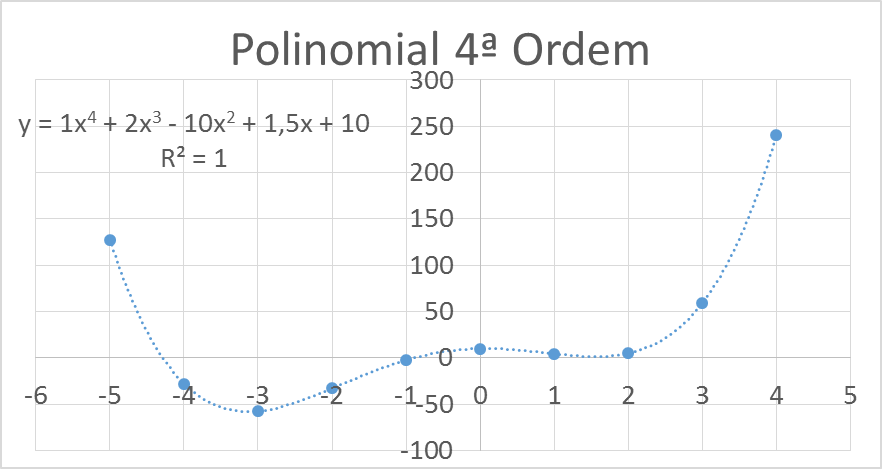 Polinomial 4ª Ordem
y = 1x⁴ + 2x³ - 10x² + 1,5x + 10
R² = 1
300
250
200
150
100
50
0
-50
-100
-6 -5 -4 -3 -2 -1 0 1 2 3 4 5